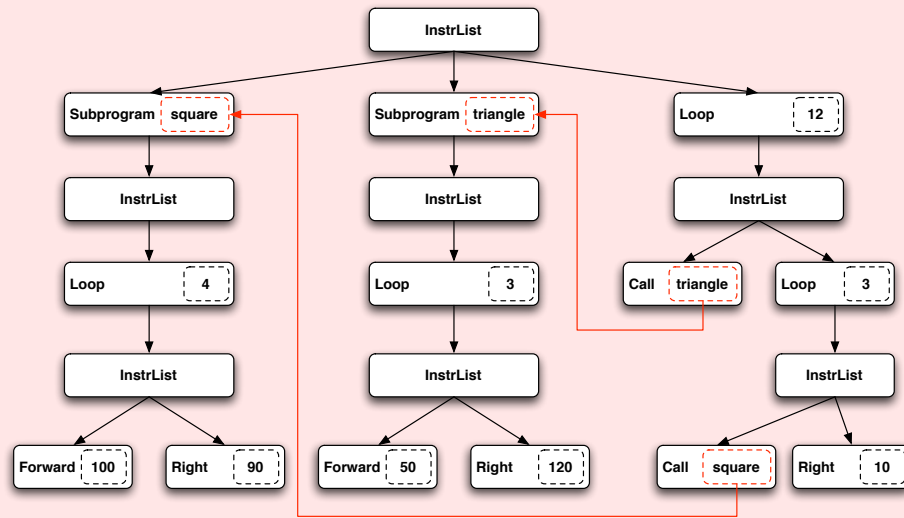 InstrList
Subprogram square
Subprogram triangle
Loop 12
InstrList
InstrList
InstrList
Loop 4
Loop 3
Call triangle
Loop 3
InstrList
InstrList
InstrList
Forward 100
Right 90
Forward 50
Right 120
Call square
Right 10